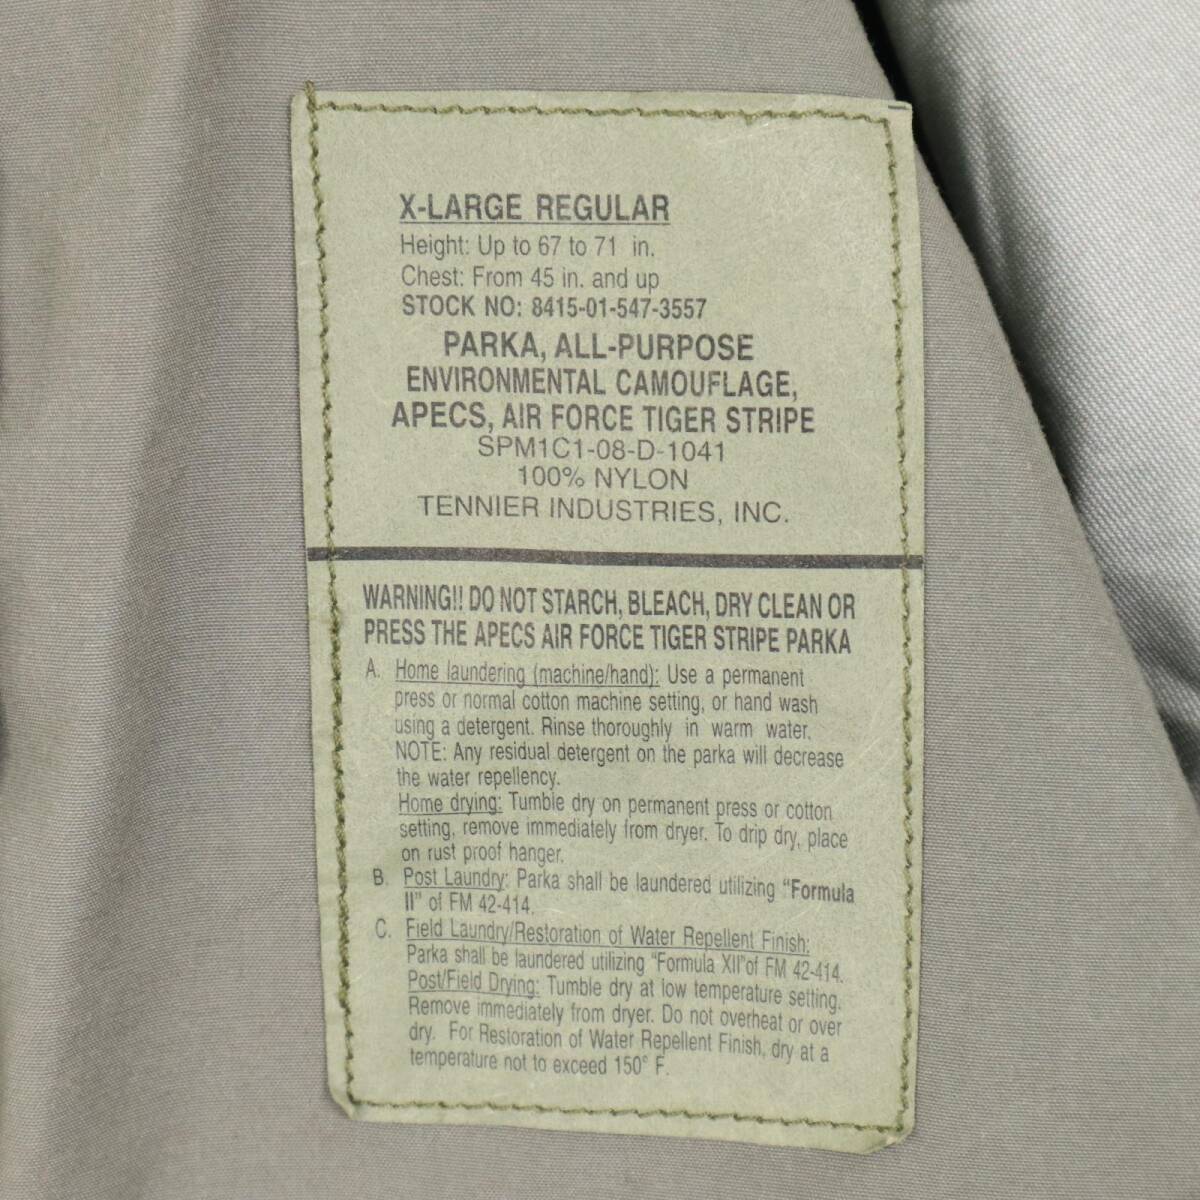 X-LARGE REGULAR
Height: Up to 67 to 71 in.
Chest: From 45 in. and up
STOCK NO: 8415-01-547-3557
PARKA, ALL-PURPOSE
ENVIRONMENTAL CAMOUFLAGE,
APECS, AIR FORCE TIGER STRIPE
SPM1C1-08-D-1041
100% NYLON
TENNIER INDUSTRIES, INC.
WARNING!! DO NOT STARCH, BLEACH, DRY CLEAN OR
PRESS THE APECS AIR FORCE TIGER STRIPE PARKA
A. Home laundering (machine/hand): Use a permanent
press or normal cotton machine setting, or hand wash
using a detergent. Rinse thoroughly in warm water.
NOTE: Any residual detergent on the parka will decrease
the water repellency.
Home drying: Tumble dry on permanent press or cotton
setting, remove immediately from dryer. To drip dry, place
on rust proof hanger.
B. Post Laundry: Parka shall be laundered utilizing "Formula
II" of FM 42-414.
C. Field Laundry/Restoration of Water Repellent Finish:
Parka shall be laundered utilizing "Formula XII"of FM 42-414.
Post/Field Drying: Tumble dry at low temperature setting.
Remove immediately from dryer. Do not overheat or over
dry. For Restoration of Water Repellent Finish, dry at a
temperature not to exceed 150° F.